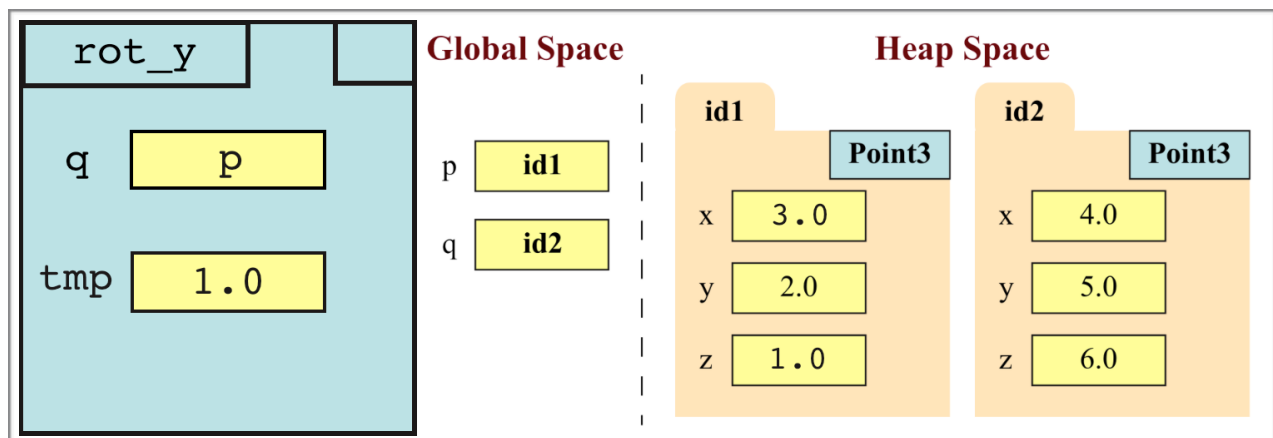 rot_y
q p
tmp 1.0
Global Space
p id1
q id2
Heap Space
id1
Point3
x 3.0
y 2.0
z 1.0
id2
Point3
x 4.0
y 5.0
z 6.0